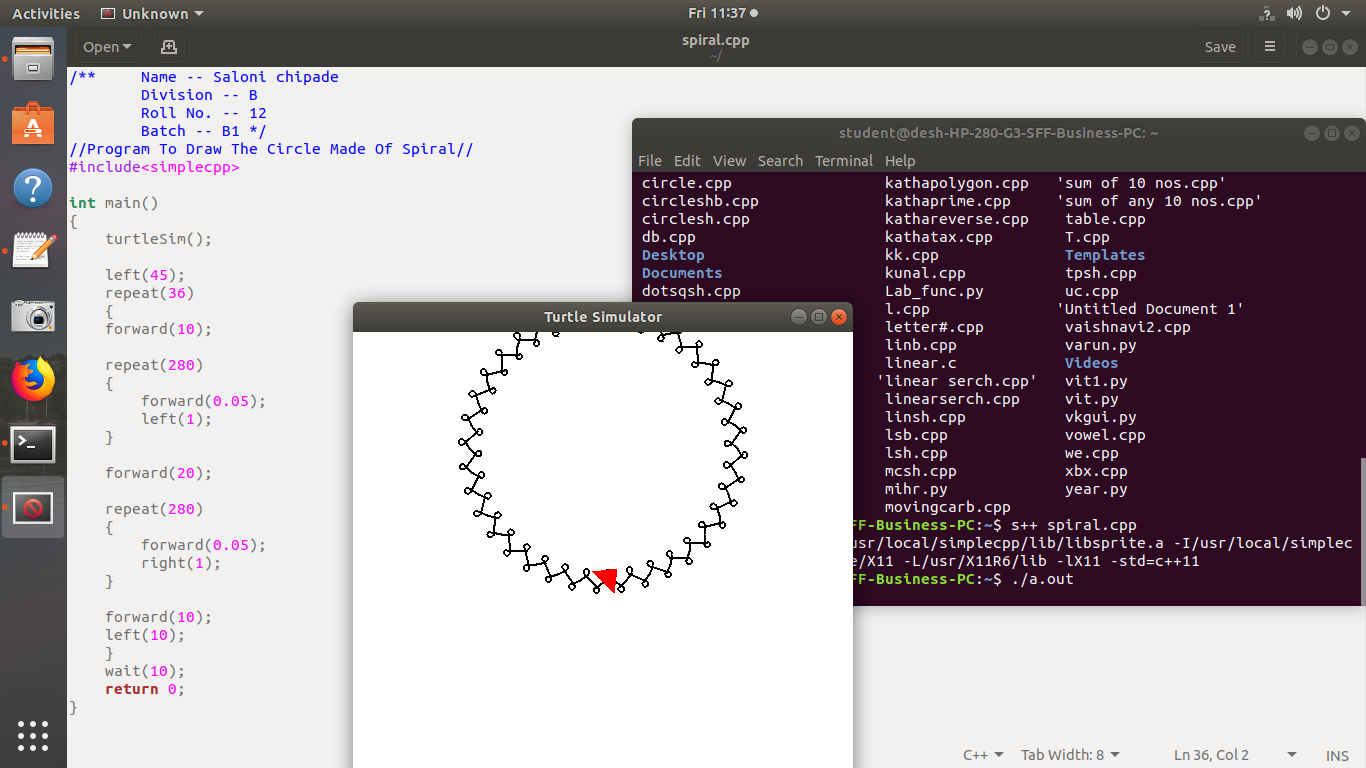 Activities Unknown Fri 11:37
Open spiral.cpp Save
~/
/** Name -- Saloni chipade
Division -- B
Roll No. -- 12
Batch -- B1 */
//Program To Draw The Circle Made Of Spiral//
#include<simplecpp>
int main()
{
turtleSim();
left(45);
repeat(36)
{
forward(10);
repeat(280)
{
forward(0.05);
left(1);
}
forward(20);
repeat(280)
{
forward(0.05);
right(1);
}
forward(10);
left(10);
}
wait(10);
return 0;
}
student@desh-HP-280-G3-SFF-Business-PC: ~
File Edit View Search Terminal Help
circle.cpp kathapolygon.cpp 'sum of 10 nos.cpp'
circleshb.cpp kathaprime.cpp 'sum of any 10 nos.cpp'
circlesh.cpp kathareverse.cpp table.cpp
db.cpp kathatax.cpp T.cpp
Desktop kk.cpp Templates
Documents kunal.cpp tpsh.cpp
dotsqsh.cpp Lab_func.py uc.cpp
l.cpp 'Untitled Document 1'
letter#.cpp vaishnavi2.cpp
linb.cpp varun.py
linear.c Videos
'linear serch.cpp' vit1.py
linearserch.cpp vit.py
linsh.cpp vkgui.py
lsb.cpp vowel.cpp
lsh.cpp we.cpp
mcsh.cpp xbx.cpp
mihr.py year.py
movingcarb.cpp
FF-Business-PC:~$ s++ spiral.cpp
usr/local/simplecpp/lib/libsprite.a -I/usr/local/simplec
e/X11 -L/usr/X11R6/lib -lX11 -std=c++11
FF-Business-PC:~$ ./a.out
Turtle Simulator
C++ Tab Width: 8 Ln 36, Col 2 INS